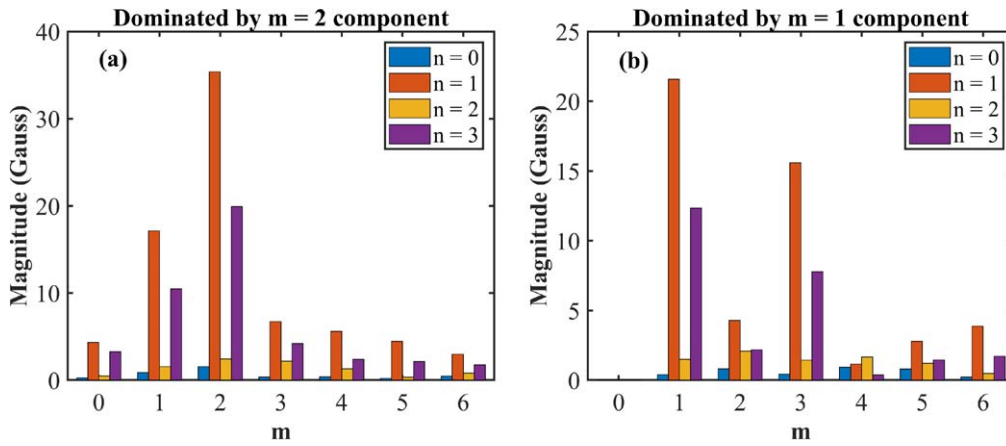 Dominated by m = 2 component
(a)
n = 0
n = 1
n = 2
n = 3
Magnitude (Gauss)
40
30
20
10
0
0 1 2 3 4 5 6
m
Dominated by m = 1 component
(b)
n = 0
n = 1
n = 2
n = 3
Magnitude (Gauss)
25
20
15
10
5
0
0 1 2 3 4 5 6
m